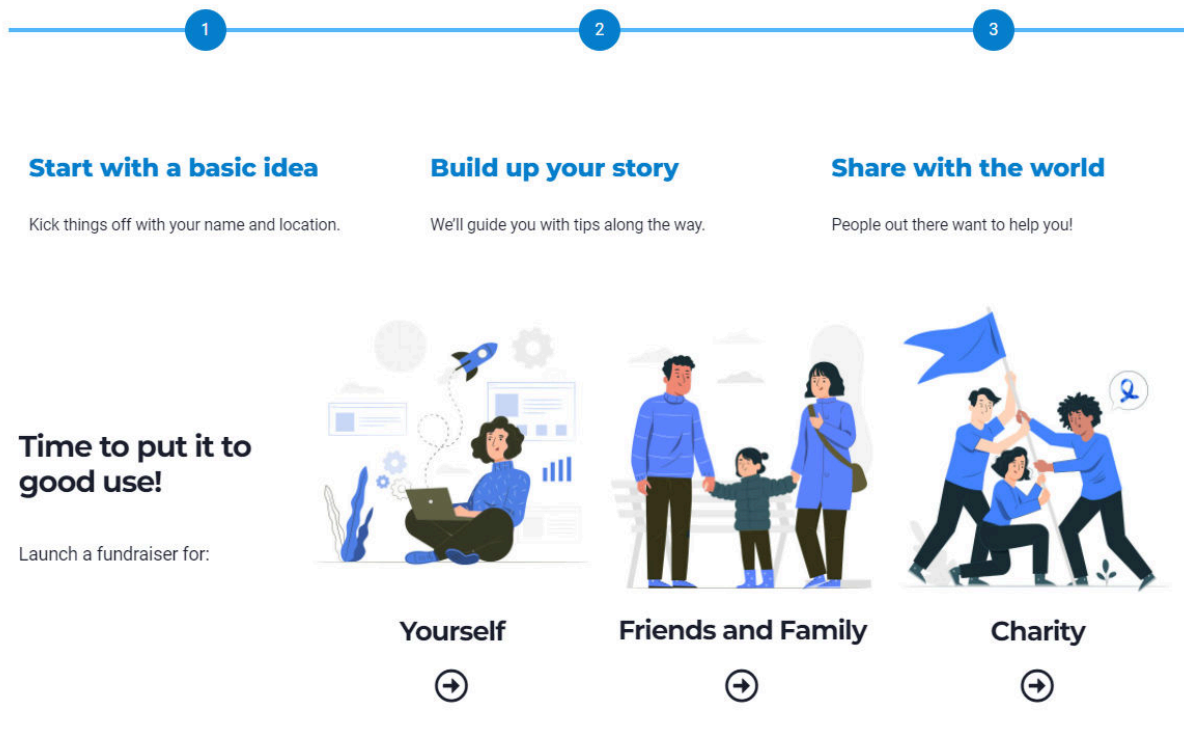 1
2
3
Start with a basic idea
Build up your story
Share with the world
Kick things off with your name and location.
We'll guide you with tips along the way.
People out there want to help you!
Time to put it to
good use!
Launch a fundraiser for:
Yourself
Friends and Family
Charity